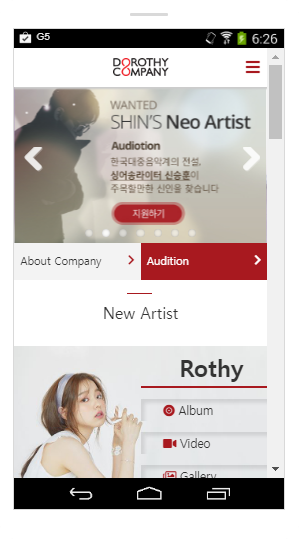 G5
6:26
DOROTHY
COMPANY
WANTED
SHIN'S Neo Artist
Audiotion
한국대중음악계의 전설,
싱어송라이터 신승훈이
주목할만한 신인을 찾습니다
지원하기
About Company
Audition
New Artist
Rothy
Album
Video
Gallery